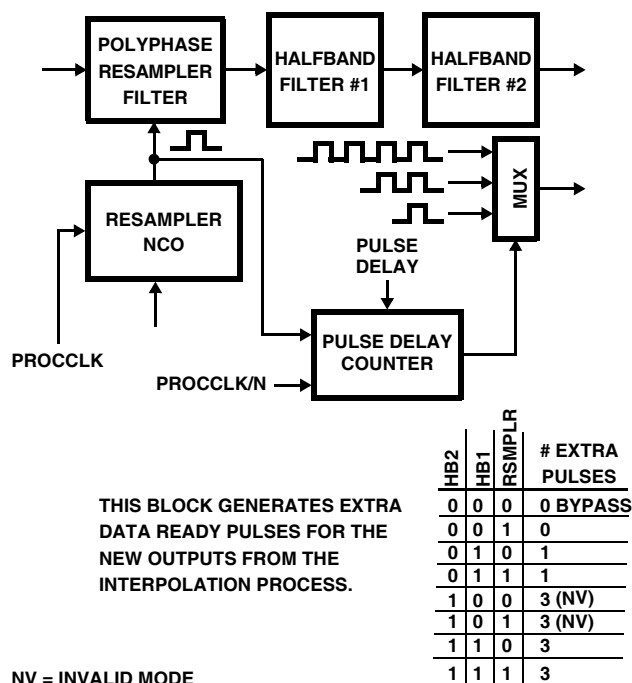 POLYPHASE
RESAMPLER
FILTER
HALFBAND
FILTER #1
HALFBAND
FILTER #2
MUX
RESAMPLER
NCO
PULSE
DELAY
PULSE DELAY
COUNTER
PROCCLK
PROCCLK/N
HB2 HB1 RSMPLR # EXTRA PULSES
0 0 0 0 BYPASS
0 0 1 0
0 1 0 1
0 1 1 1
1 0 0 3 (NV)
1 0 1 3 (NV)
1 1 0 3
1 1 1 3
THIS BLOCK GENERATES EXTRA
DATA READY PULSES FOR THE
NEW OUTPUTS FROM THE
INTERPOLATION PROCESS.
NV = INVALID MODE